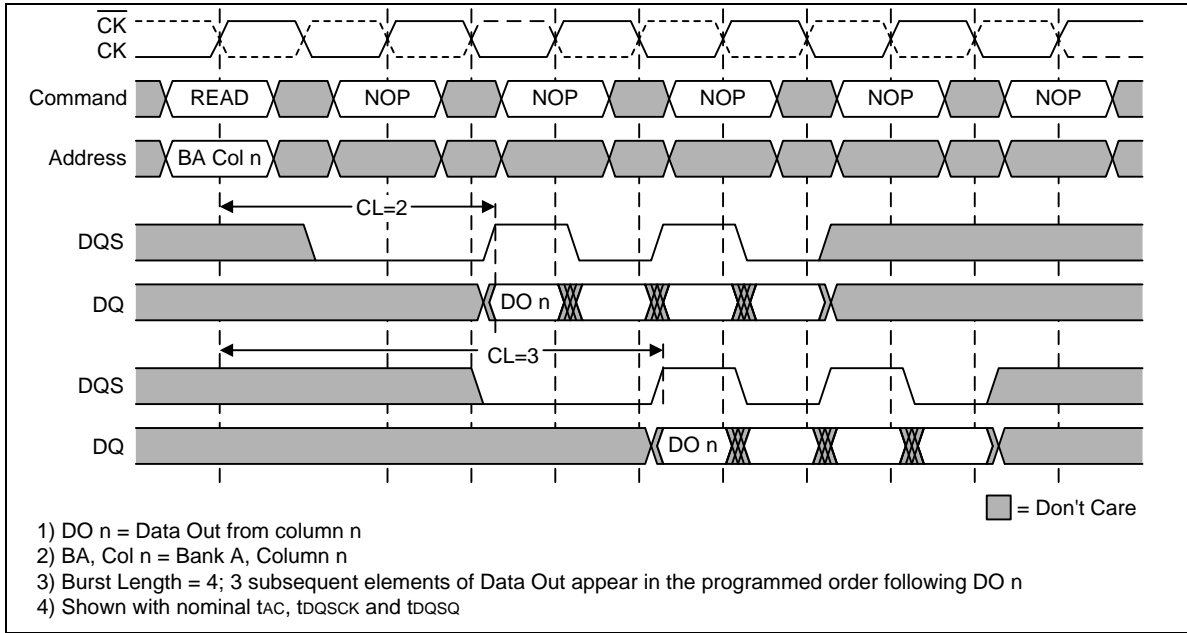 CK
CK
Command READ NOP NOP NOP NOP NOP
Address BA Col n
CL=2
DQS
DQ DO n
CL=3
DQS
DQ DO n
= Don't Care
1) DO n = Data Out from column n
2) BA, Col n = Bank A, Column n
3) Burst Length = 4; 3 subsequent elements of Data Out appear in the programmed order following DO n
4) Shown with nominal tAC, tDQSCK and tDQSQ